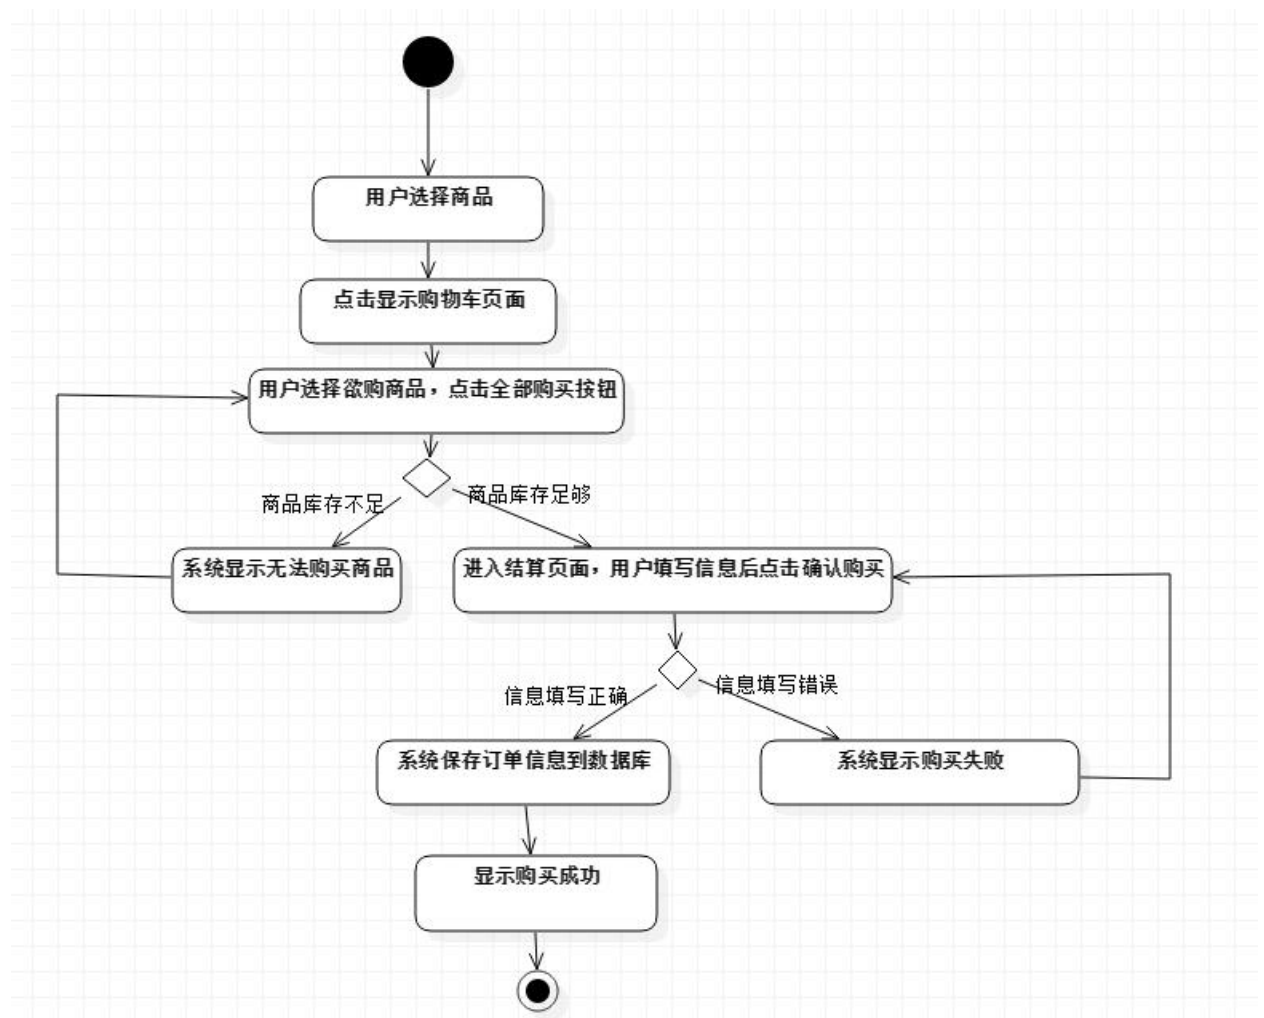 用户选择商品
点击显示购物车页面
用户选择欲购商品，点击全部购买按钮
商品库存不足
商品库存足够
系统显示无法购买商品
进入结算页面，用户填写信息后点击确认购买
信息填写正确
信息填写错误
系统保存订单信息到数据库
系统显示购买失败
显示购买成功